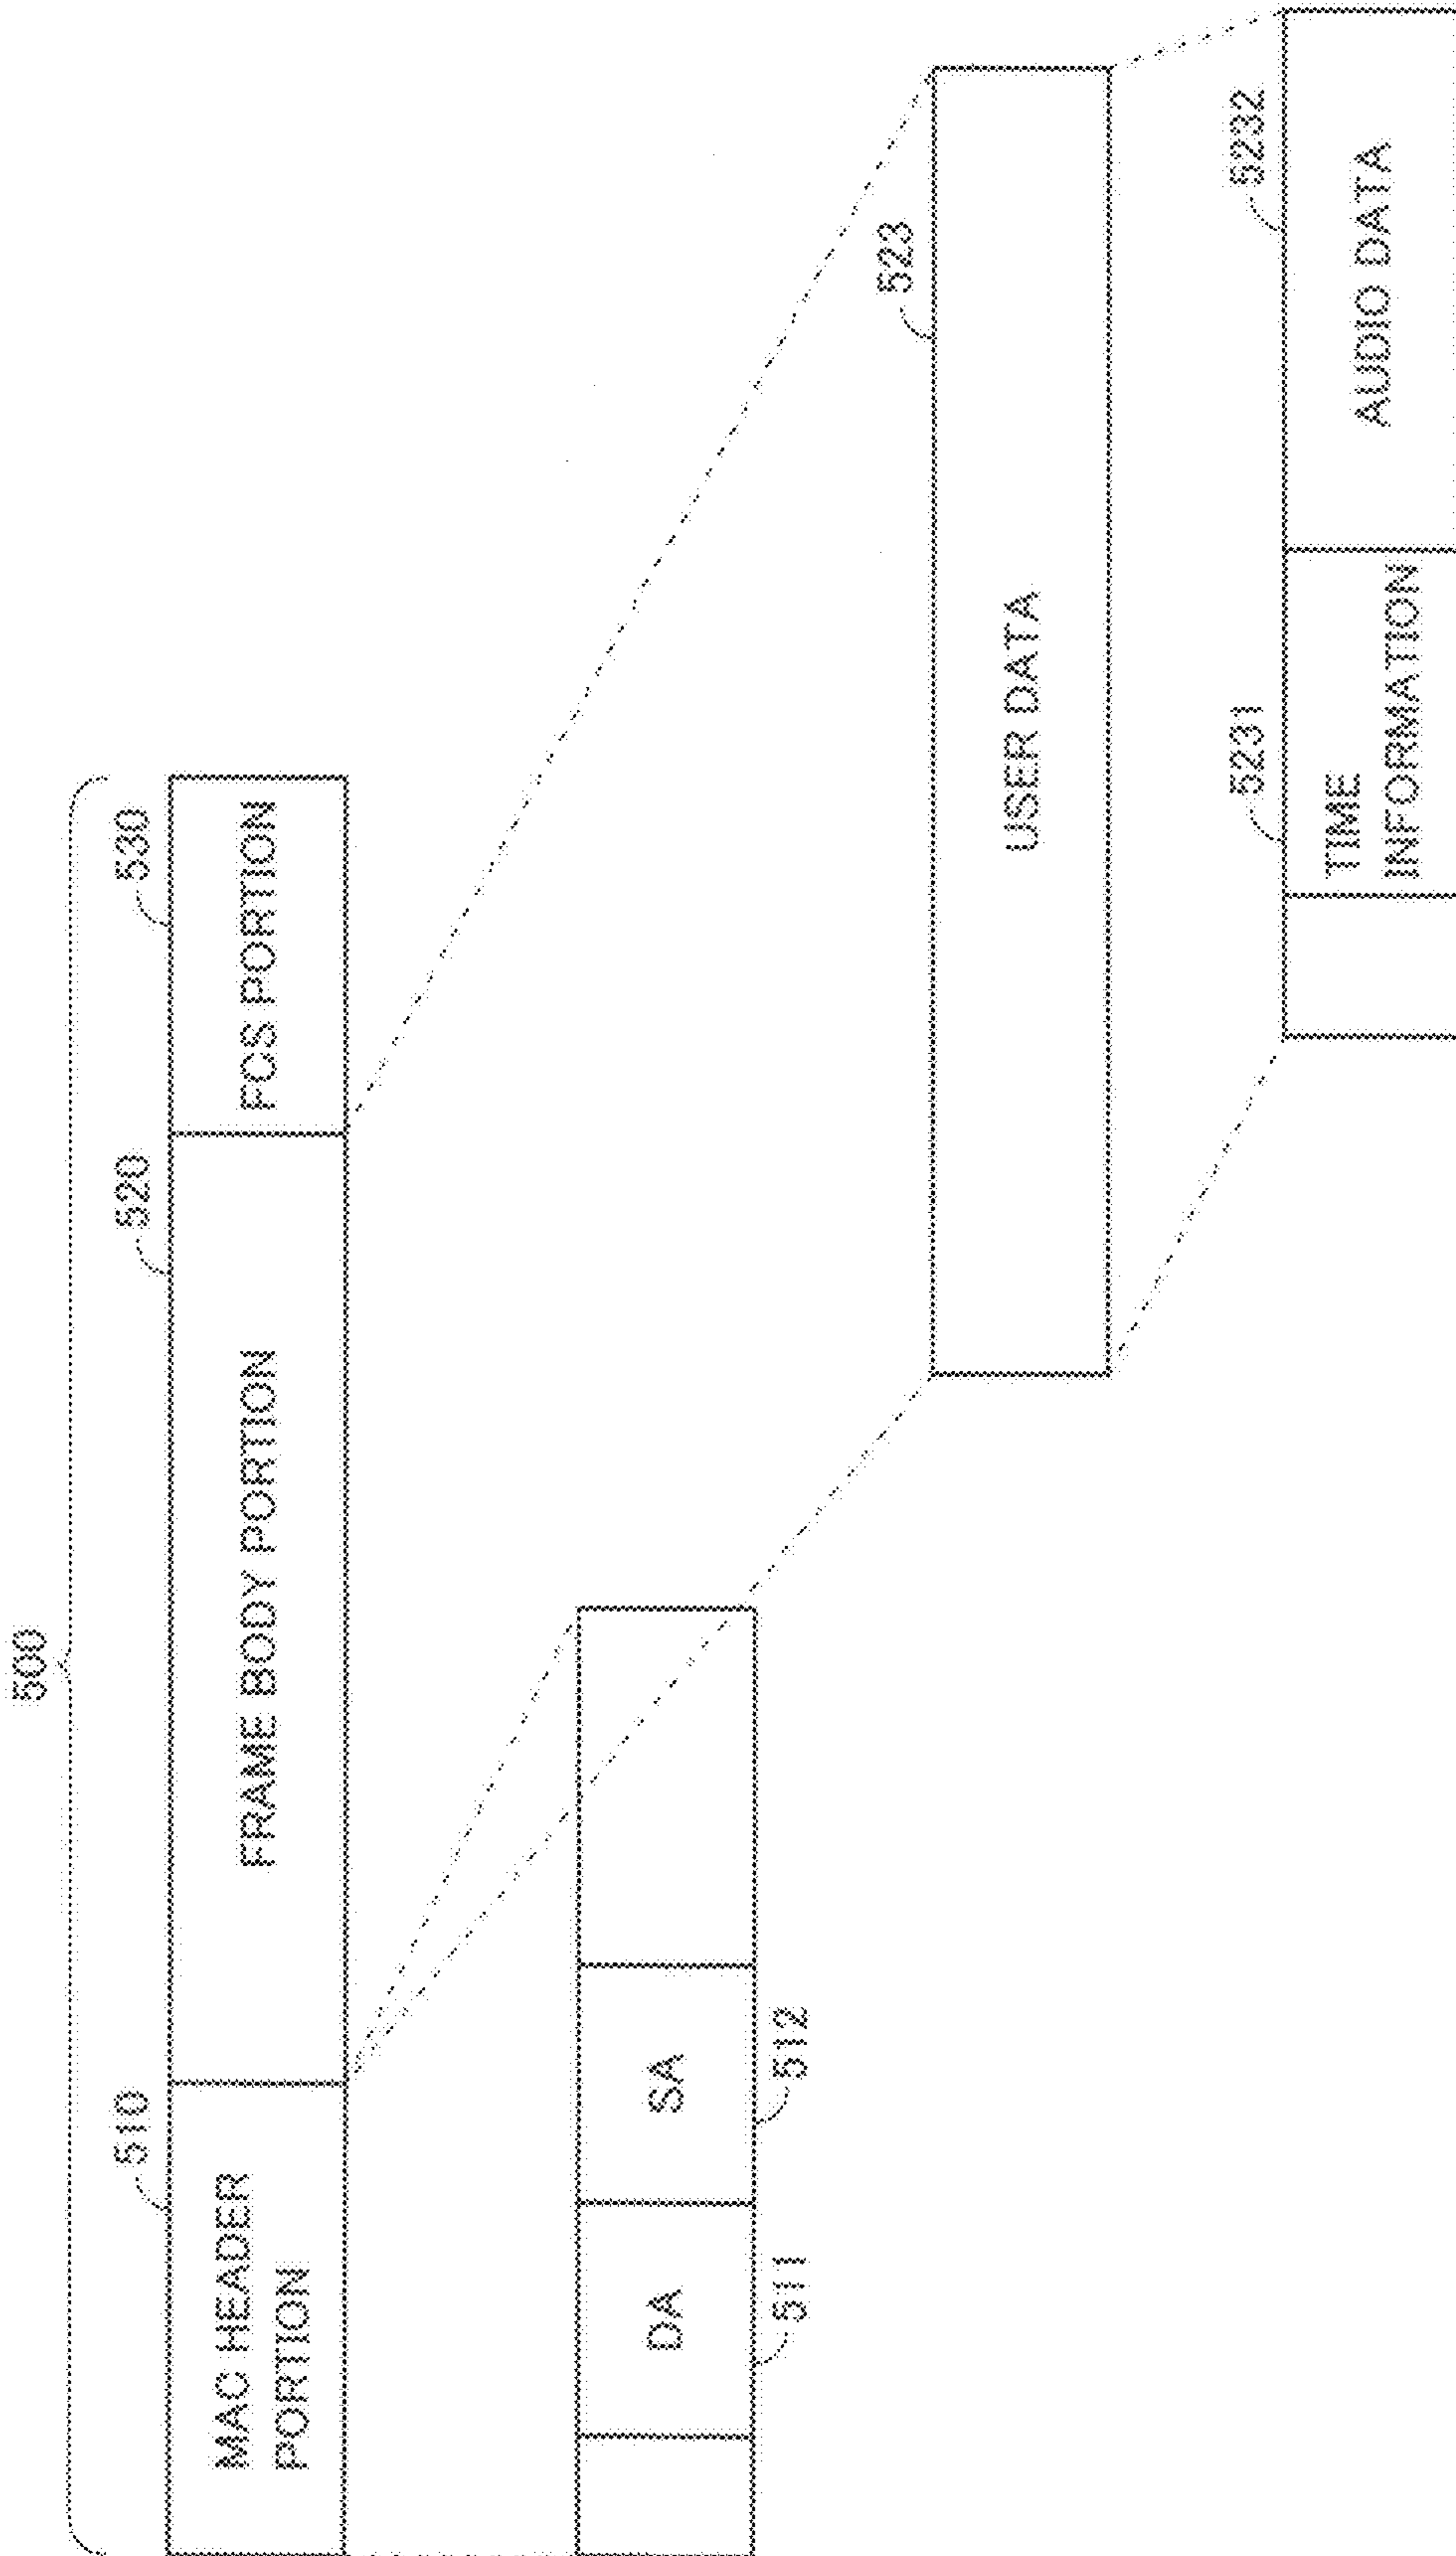 500
510
520
530
MAC HEADER
PORTION
FRAME BODY PORTION
FCS PORTION
DA
SA
511
512
523
USER DATA
5231
5232
TIME
INFORMATION
AUDIO DATA